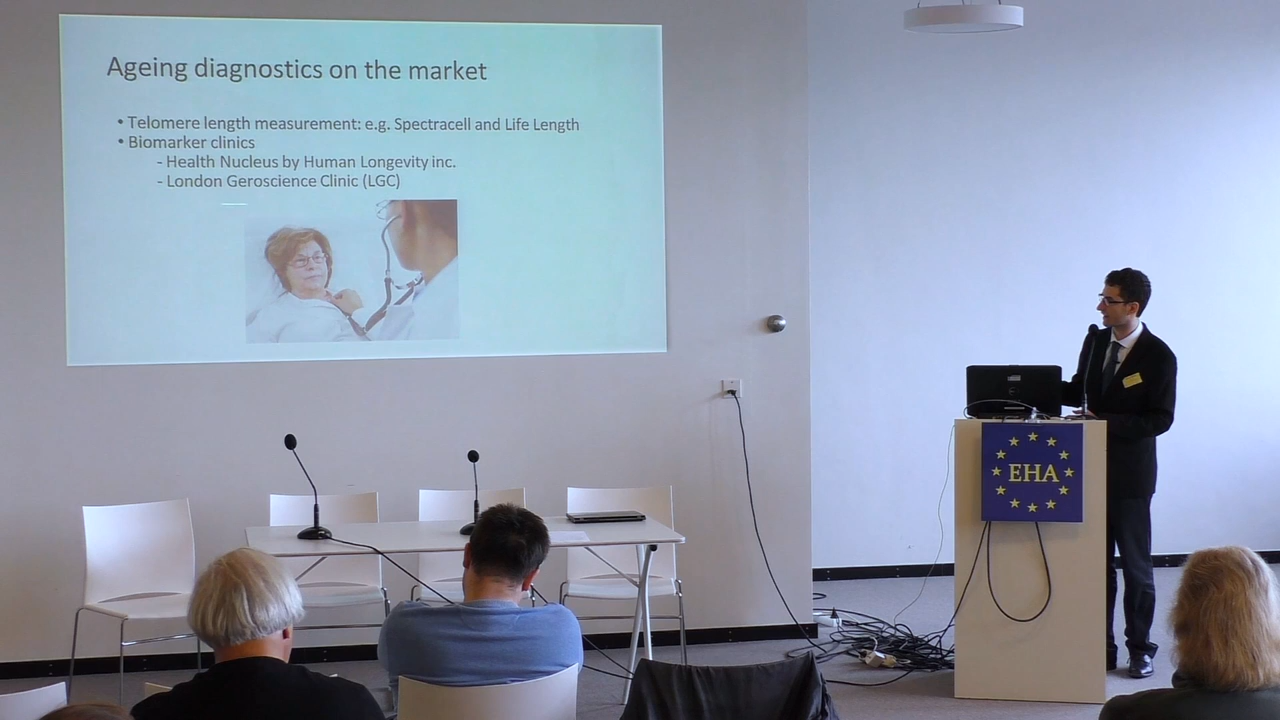 Ageing diagnostics on the market
• Telomere length measurement: e.g. Spectracell and Life Length
• Biomarker clinics
- Health Nucleus by Human Longevity inc.
- London Geroscience Clinic (LGC)
EHA